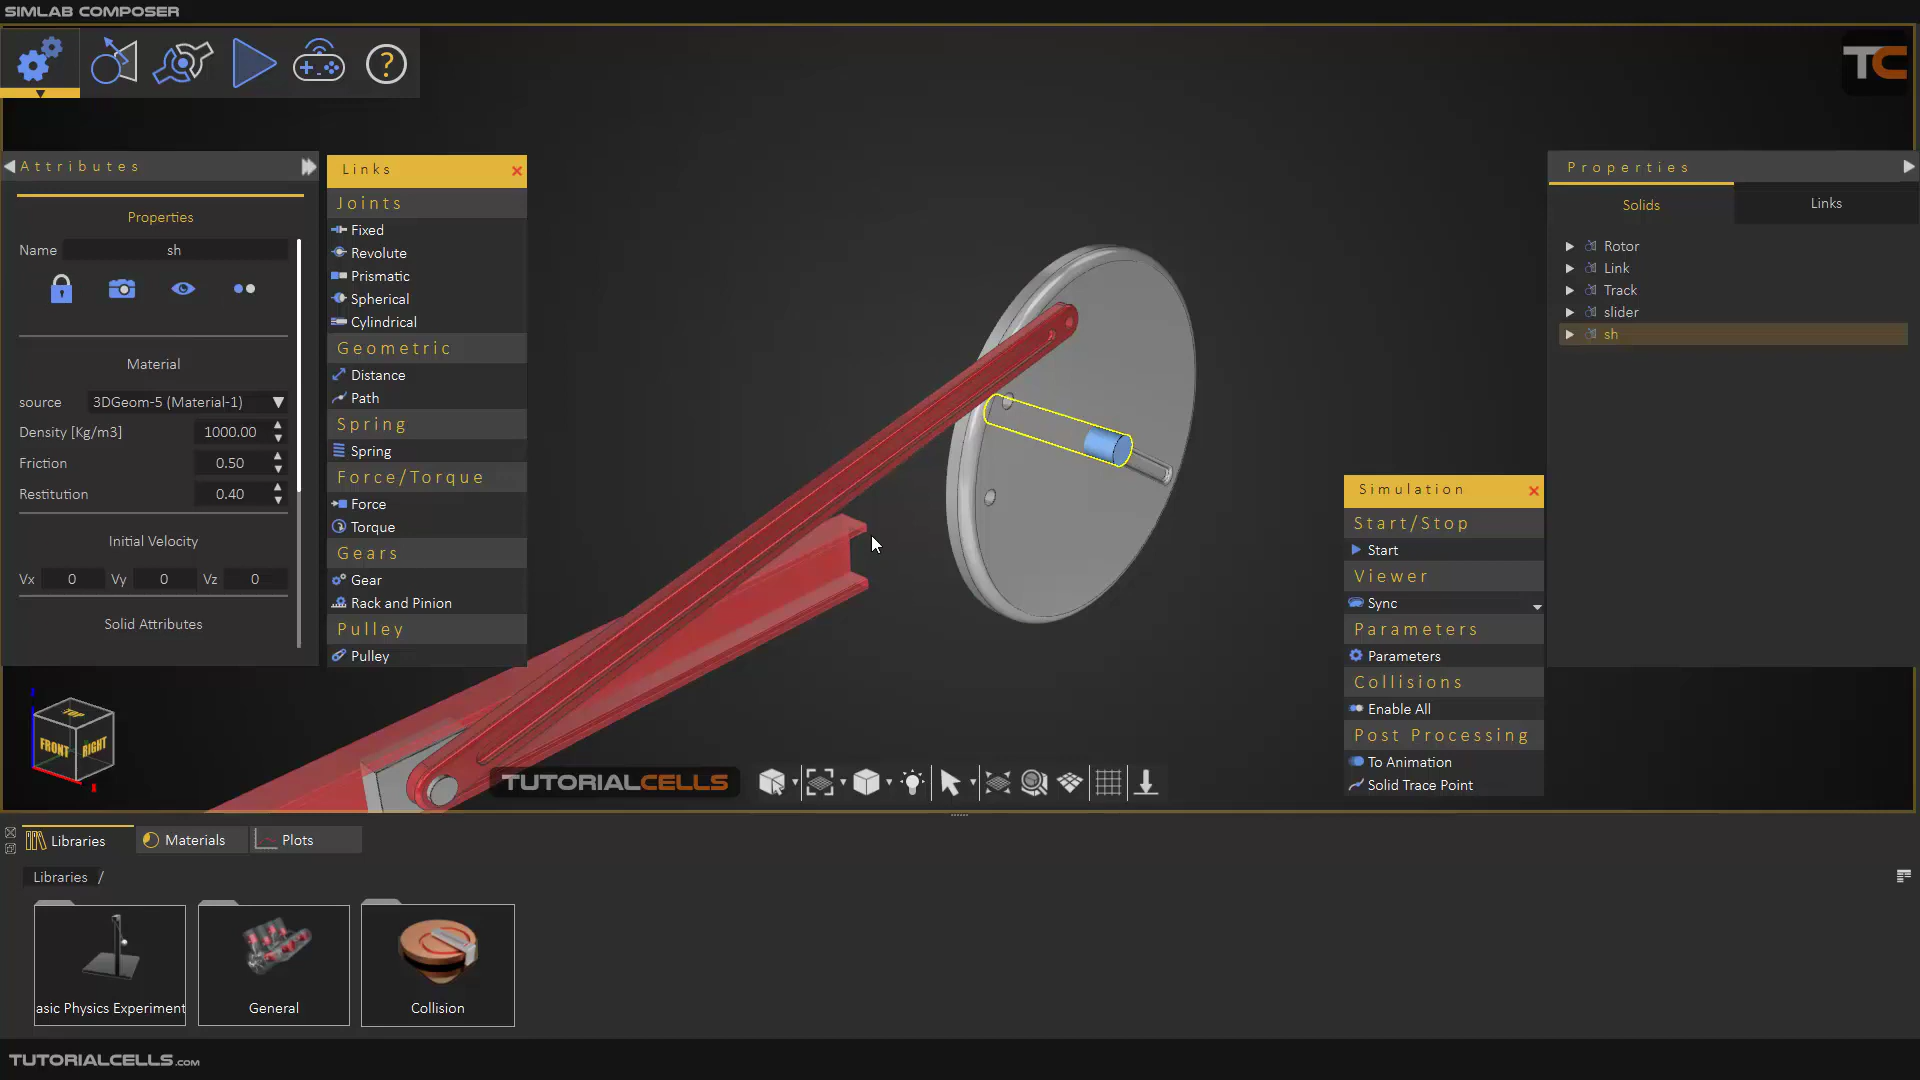 SIMLAB COMPOSER
TC
Attributes
Properties
Name sh
Material
source 3DGeom-5 (Material-1)
Density [Kg/m3] 1000.00
Friction 0.50
Restitution 0.40
Initial Velocity
Vx 0 Vy 0 Vz 0
Solid Attributes
Links
Joints
Fixed
Revolute
Prismatic
Spherical
Cylindrical
Geometric
Distance
Path
Spring
Spring
Force/Torque
Force
Torque
Gears
Gear
Rack and Pinion
Pulley
Pulley
Properties
Solids Links
Rotor
Link
Track
slider
sh
Simulation
Start/Stop
Start
Viewer
Sync
Parameters
Parameters
Collisions
Enable All
Post Processing
To Animation
Solid Trace Point
TOP
FRONT RIGHT
TUTORIALCELLS
Libraries Materials Plots
Libraries /
asic Physics Experiment General Collision
TUTORIALCELLS.COM